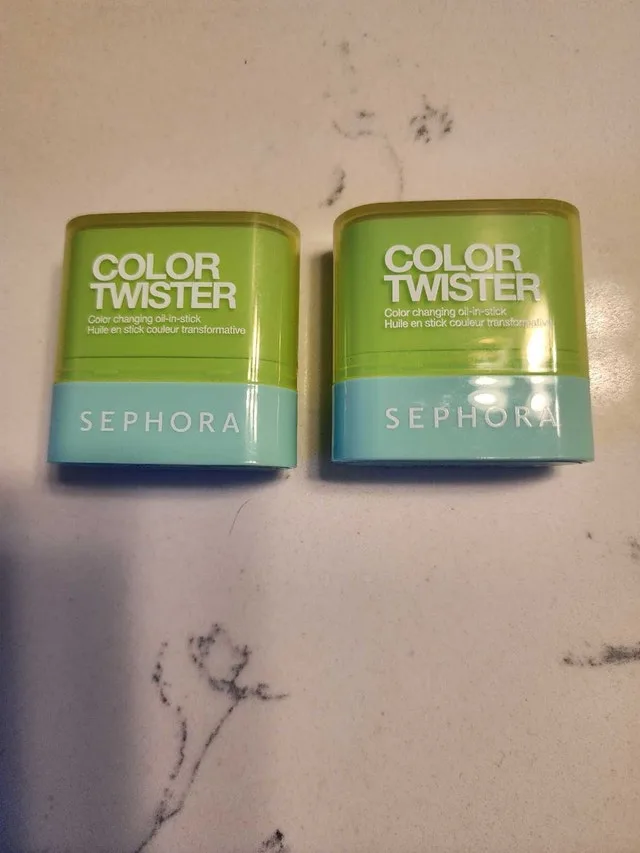 COLOR
TWISTER
Color changing oil-in-stick
Huile en stick couleur transformative
SEPHORA
COLOR
TWISTER
Color changing oil-in-stick
Huile en stick couleur transformative
SEPHORA